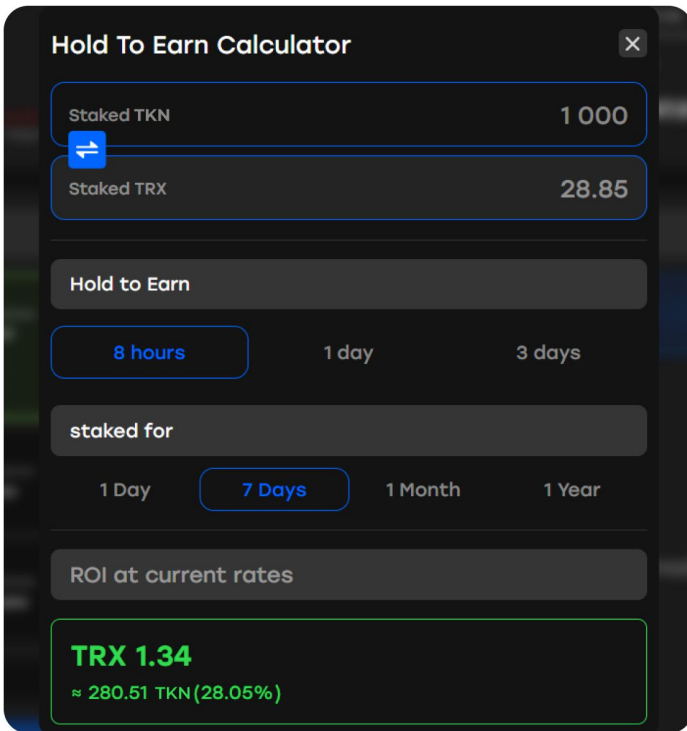 Hold To Earn Calculator
Staked TKN 1 000
Staked TRX 28.85
Hold to Earn
8 hours 1 day 3 days
staked for
1 Day 7 Days 1 Month 1 Year
ROI at current rates
TRX 1.34
≈ 280.51 TKN (28.05%)